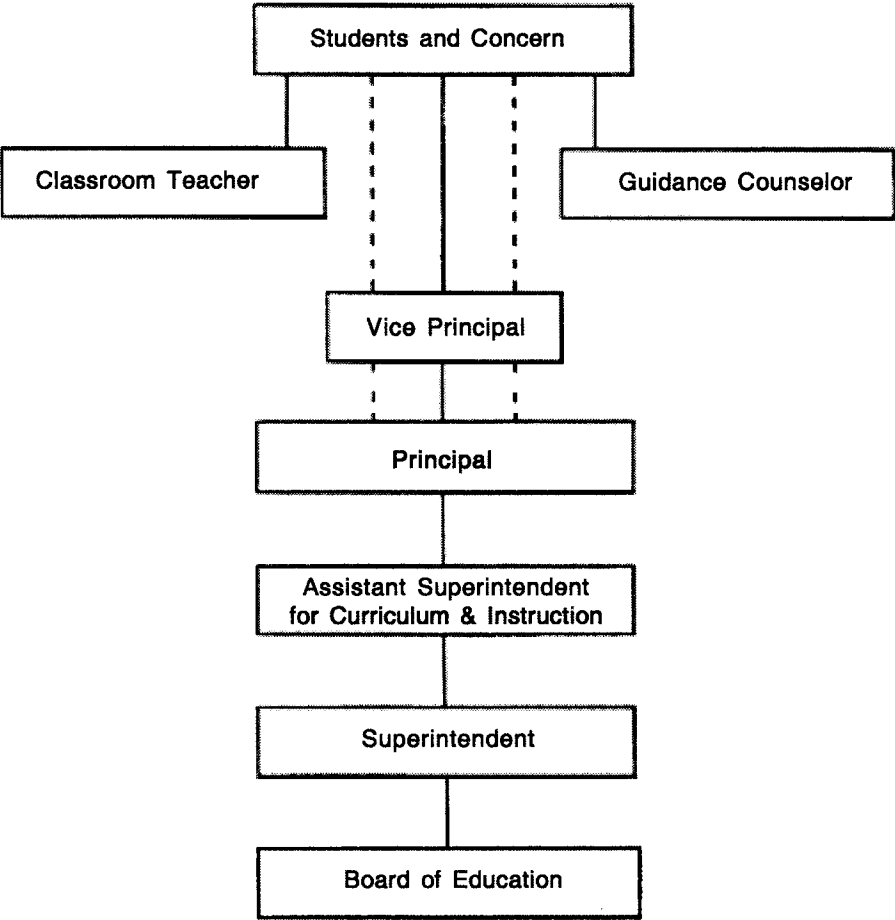 Students and Concern
Classroom Teacher
Guidance Counselor
Vice Principal
Principal
Assistant Superintendent
for Curriculum & Instruction
Superintendent
Board of Education